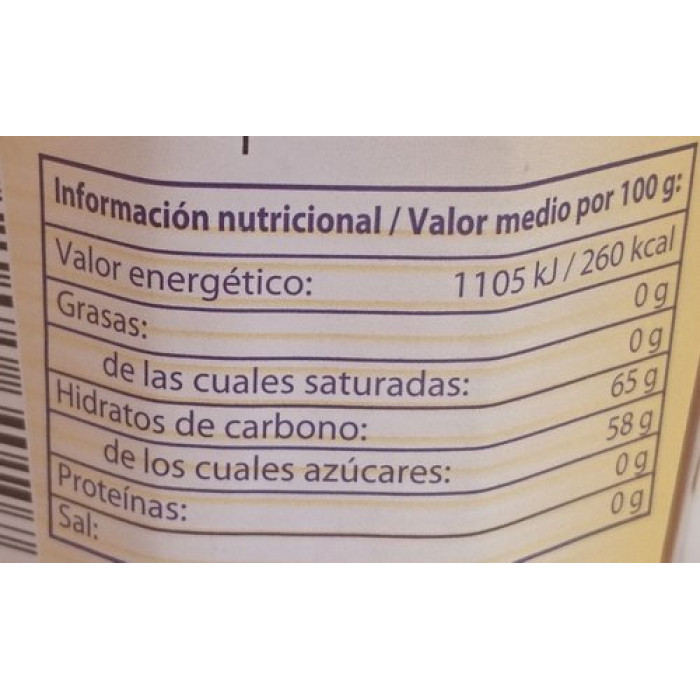 Información nutricional / Valor medio por 100 g:
Valor energético: 1105 kJ / 260 kcal
Grasas: 0 g
de las cuales saturadas: 0 g
Hidratos de carbono: 65 g
de los cuales azúcares: 58 g
Proteínas: 0 g
Sal: 0 g